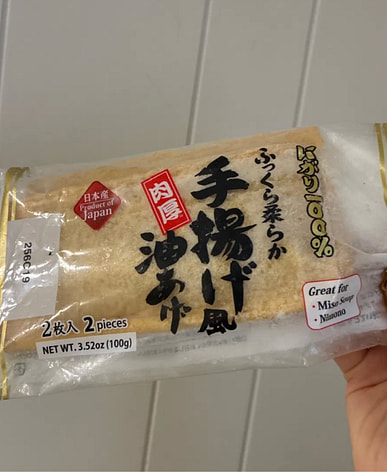 にがり100%
ふっくら柔らか
手揚げ風
肉厚
油あげ
日本産
Product of
Japan
256C19
2枚入 2 pieces
NET WT. 3.52oz (100g)
Great for
・Miso Soup
・Nimono